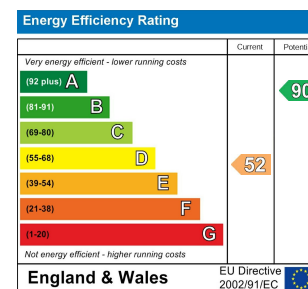 Energy Efficiency Rating
Current Potenti
Very energy efficient - lower running costs
(92 plus) A
90
(81-91) B
(69-80) C
(55-68) D
52
(39-54) E
(21-38) F
(1-20) G
Not energy efficient - higher running costs
England & Wales
EU Directive
2002/91/EC